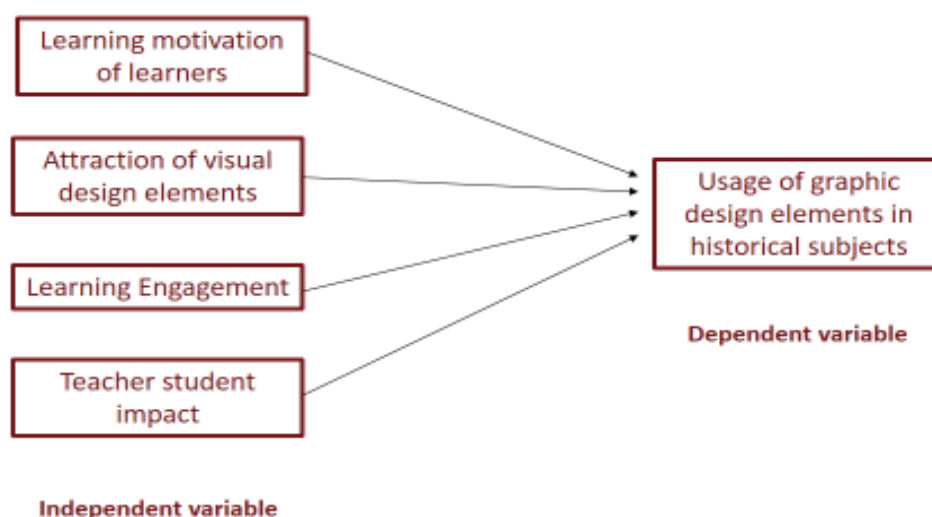 Learning motivation
of learners
Attraction of visual
design elements
Learning Engagement
Teacher student
impact
Independent variable
Usage of graphic
design elements in
historical subjects
Dependent variable